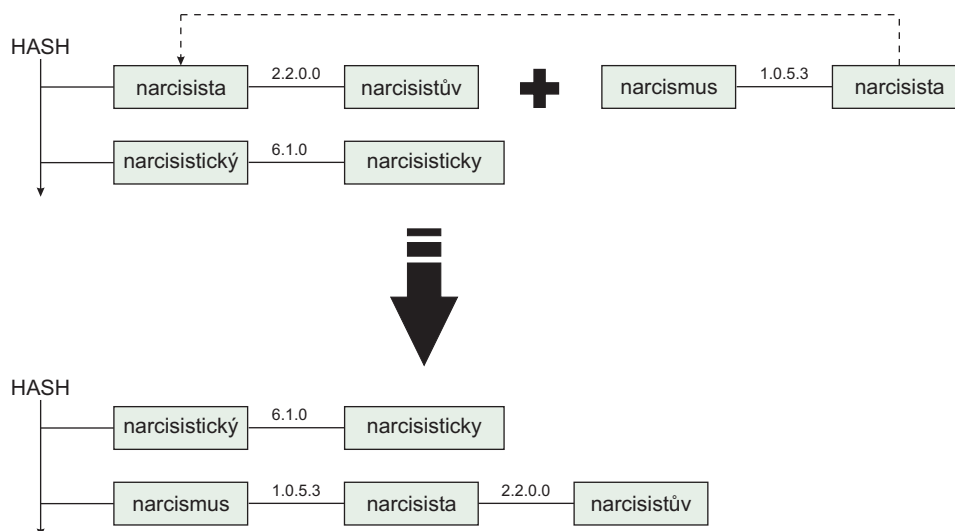 HASH
narcisista 2.2.0.0 narcisistův narcismus 1.0.5.3 narcisista
narcisistický 6.1.0 narcisisticky
HASH
narcisistický 6.1.0 narcisisticky
narcismus 1.0.5.3 narcisista 2.2.0.0 narcisistův